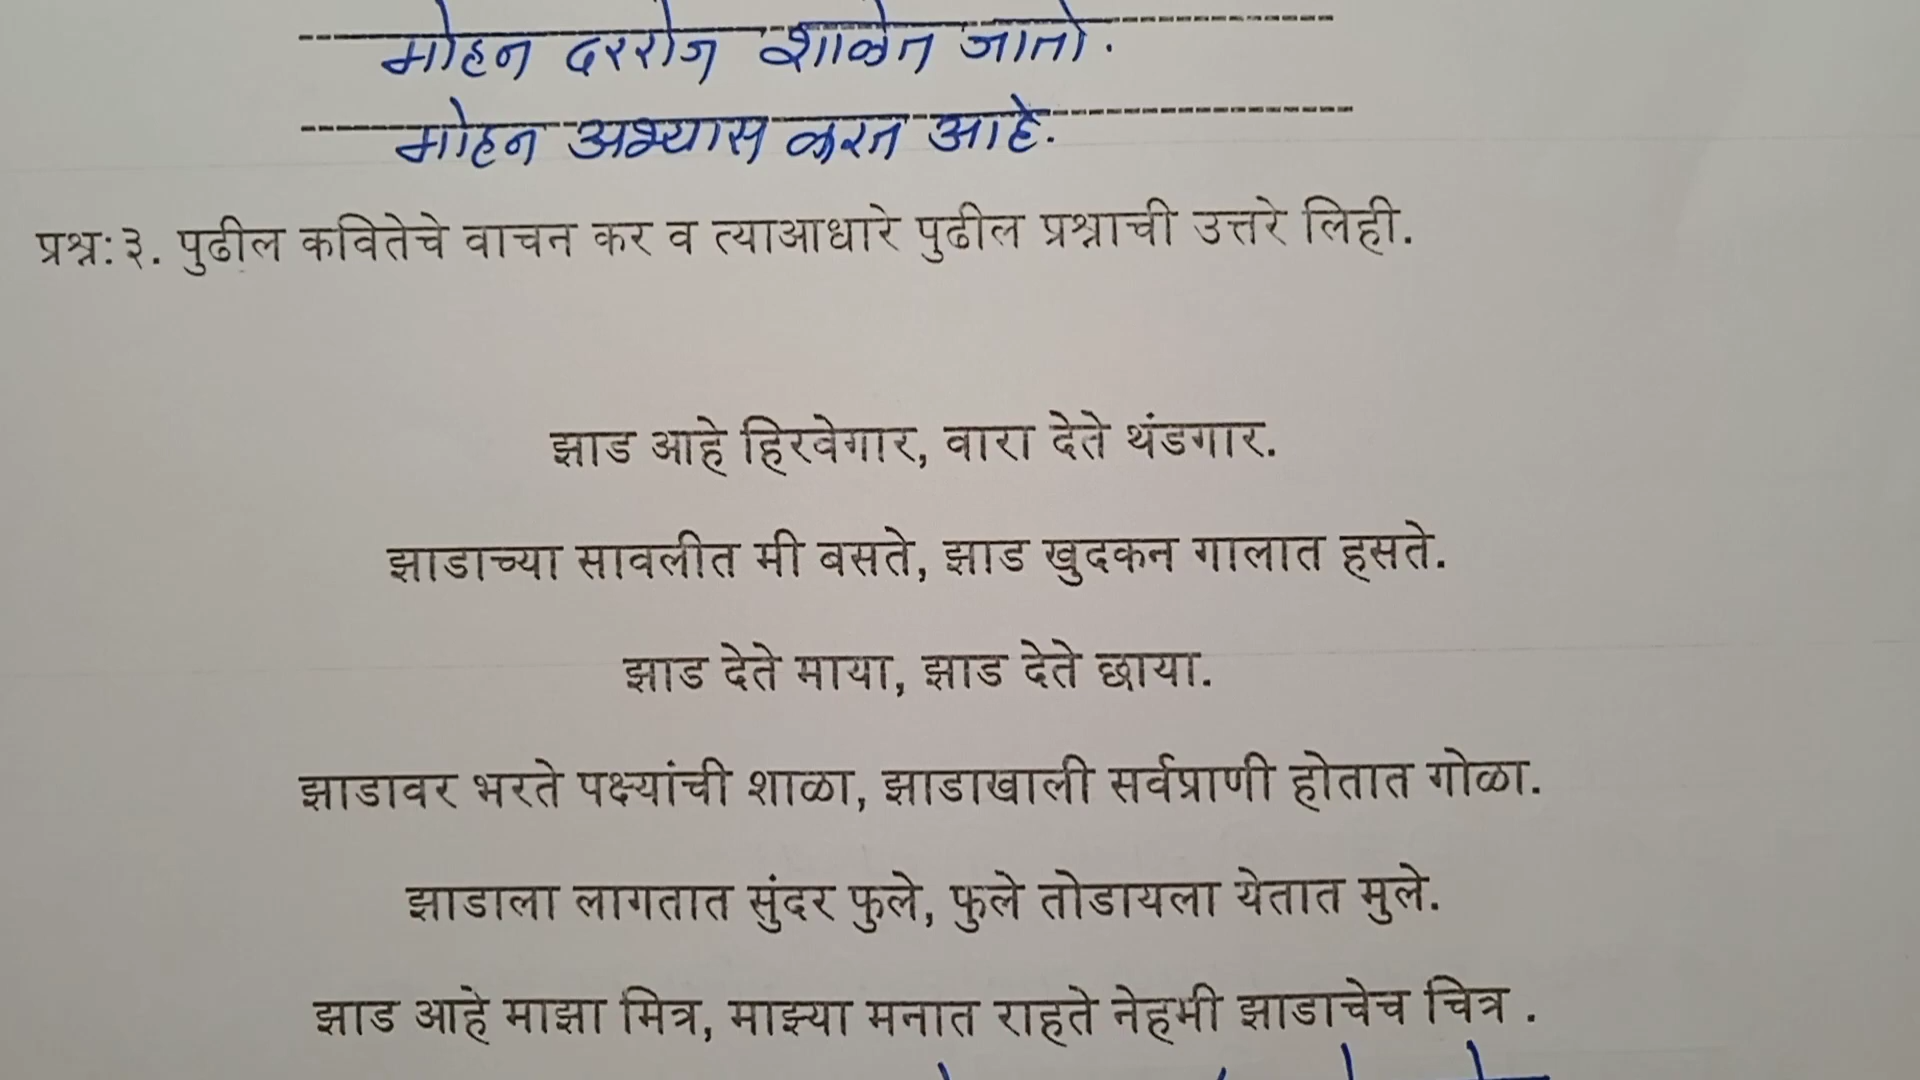 मोहन दररोज शाळेत जातो.
मोहन अभ्यास करत आहे.
प्रश्न:३. पुढील कवितेचे वाचन कर व त्याआधारे पुढील प्रश्नाची उत्तरे लिही.
झाड आहे हिरवेगार, वारा देते थंडगार.
झाडाच्या सावलीत मी बसते, झाड खुदकन गालात हसते.
झाड देते माया, झाड देते छाया.
झाडावर भरते पक्ष्यांची शाळा, झाडाखाली सर्वप्राणी होतात गोळा.
झाडाला लागतात सुंदर फुले, फुले तोडायला येतात मुले.
झाड आहे माझा मित्र, माझ्या मनात राहते नेहमी झाडाचेच चित्र .